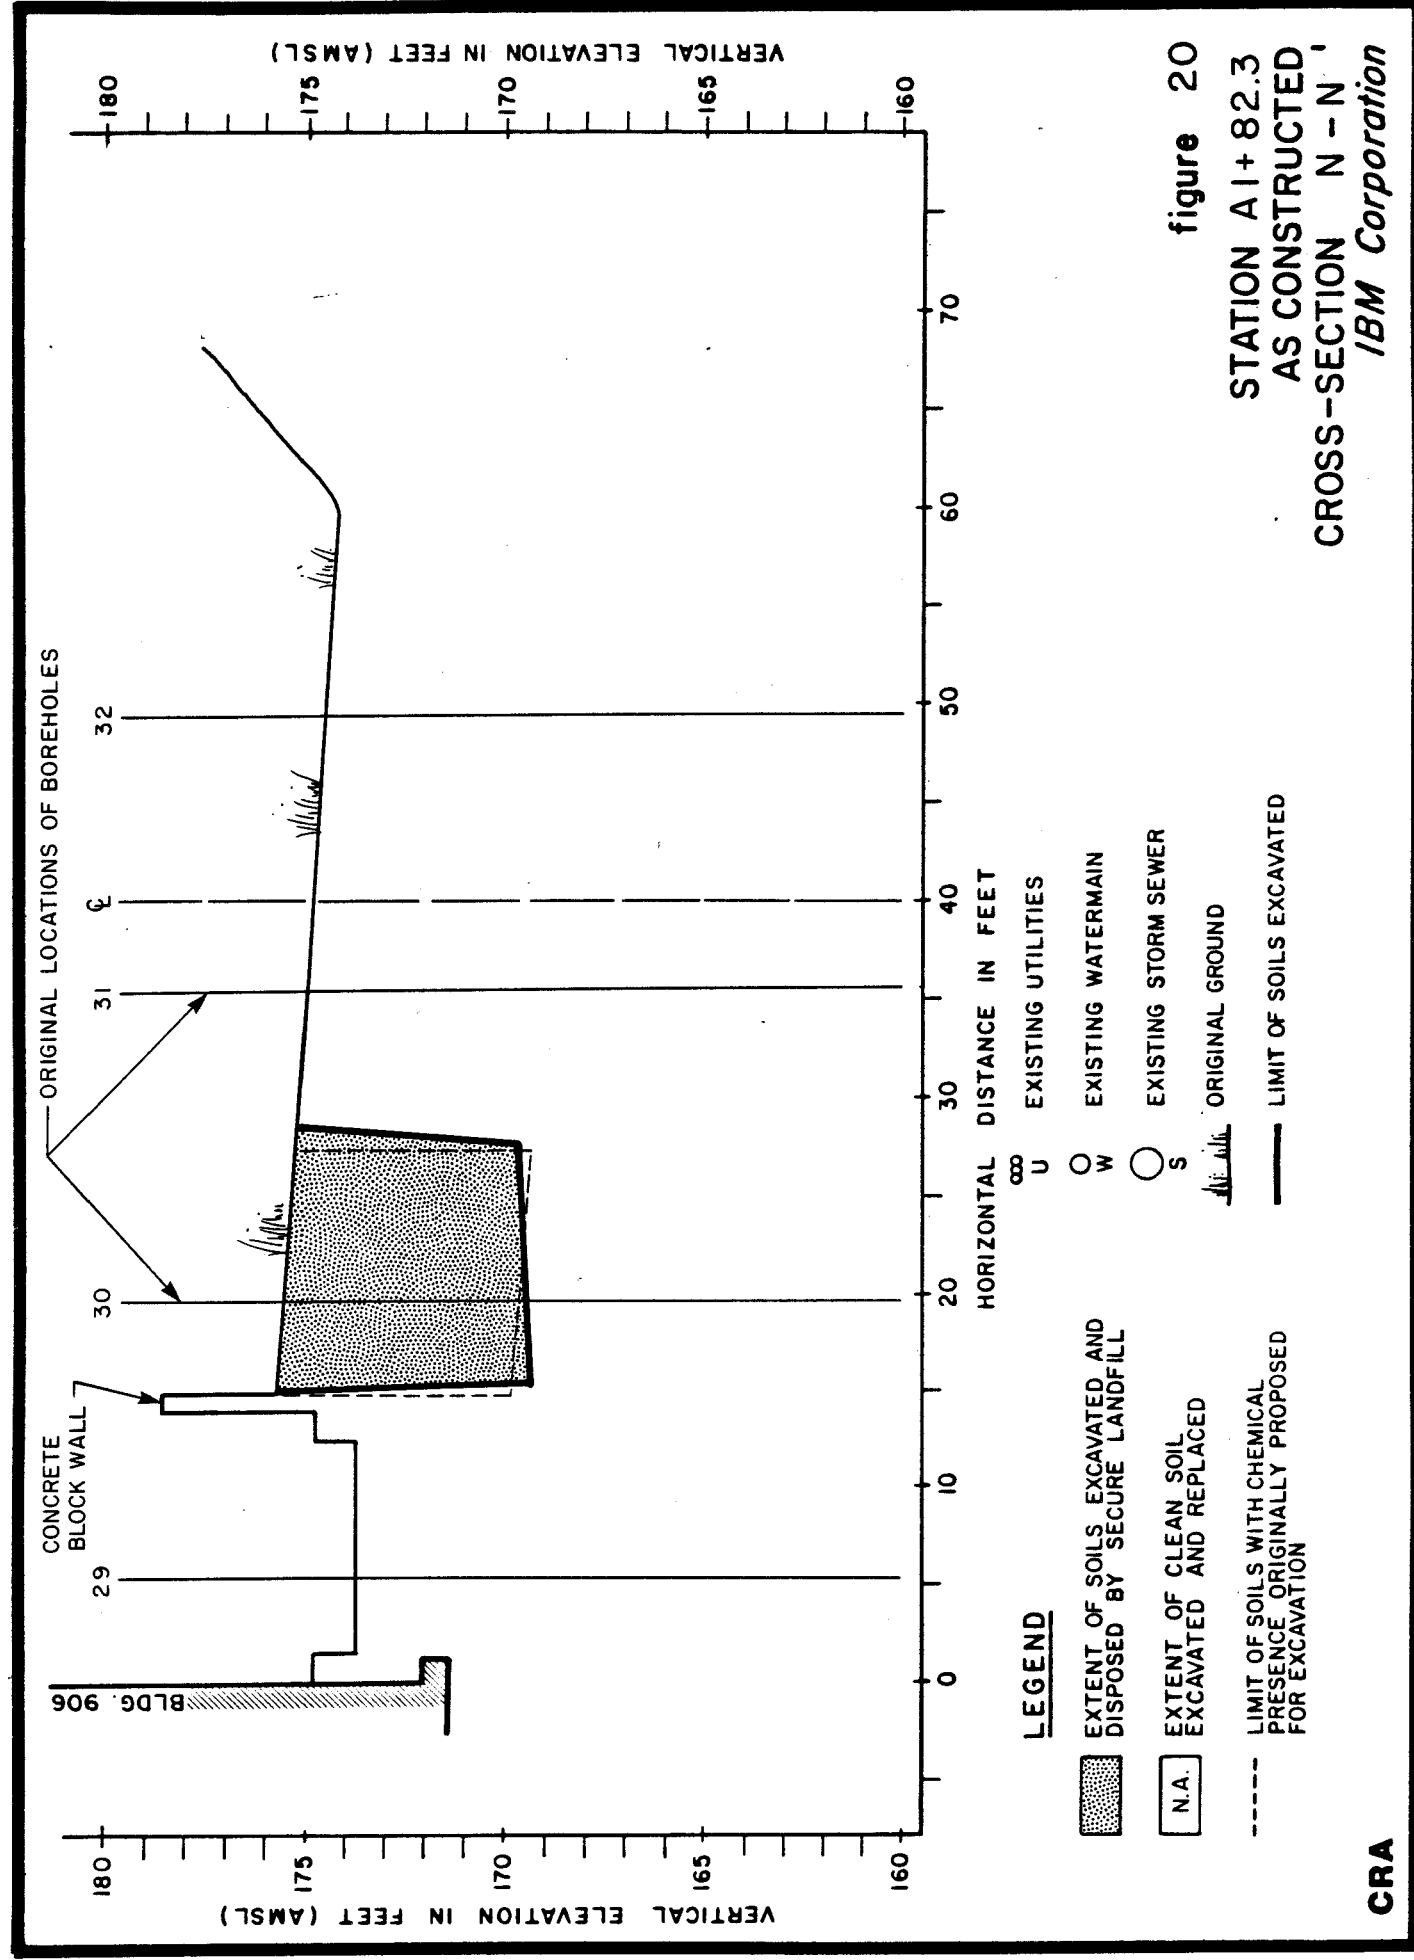 ORIGINAL LOCATIONS OF BOREHOLES
CONCRETE
BLOCK WALL
29
30
31
℄
32
BLDG. 906
VERTICAL ELEVATION IN FEET (AMSL)
180
175
170
165
160
VERTICAL ELEVATION IN FEET (AMSL)
180
175
170
165
160
0
10
20
30
40
50
60
70
HORIZONTAL DISTANCE IN FEET
LEGEND
EXTENT OF SOILS EXCAVATED AND
DISPOSED BY SECURE LANDFILL
N.A.
EXTENT OF CLEAN SOIL
EXCAVATED AND REPLACED
LIMIT OF SOILS WITH CHEMICAL
PRESENCE ORIGINALLY PROPOSED
FOR EXCAVATION
U
EXISTING UTILITIES
W
EXISTING WATERMAIN
S
EXISTING STORM SEWER
ORIGINAL GROUND
LIMIT OF SOILS EXCAVATED
figure 20
STATION A1+82.3
AS CONSTRUCTED
CROSS-SECTION N-N'
IBM Corporation
CRA